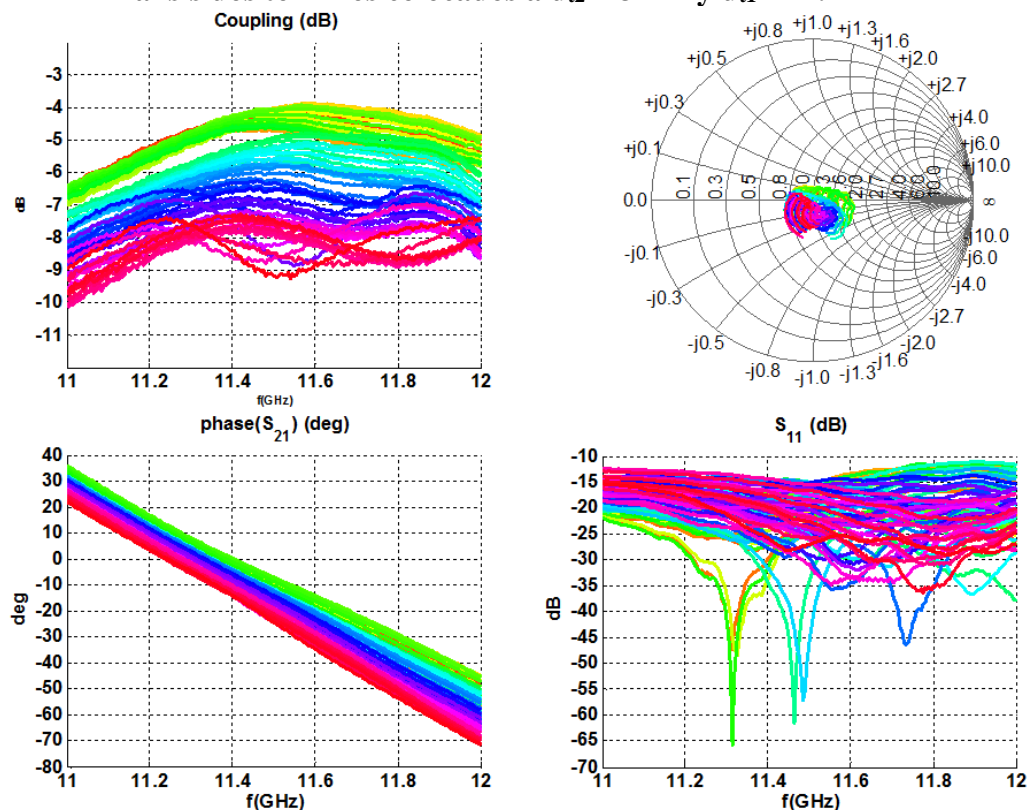 Coupling (dB)
-3
-4
-5
-6
-7
-8
-9
-10
-11
dB
11
11.2
11.4
11.6
11.8
12
f(GHz)
+j1.0
+j0.8
+j1.3
+j0.5
+j1.6
+j2.0
+j0.3
+j2.7
+j4.0
+j0.1
+j6.0
+j10.0
0.0
0.1
0.3
0.5
0.8
∞
-j0.1
-j10.0
-j6.0
-j0.3
-j4.0
-j2.7
-j0.5
-j2.0
-j0.8
-j1.6
-j1.0
-j1.3
phase(S21) (deg)
40
30
20
10
0
-10
-20
-30
-40
-50
-60
-70
-80
deg
11
11.2
11.4
11.6
11.8
12
f(GHz)
S11 (dB)
-10
-15
-20
-25
-30
-35
-40
-45
-50
-55
-60
-65
-70
dB
11
11.2
11.4
11.6
11.8
12
f(GHz)